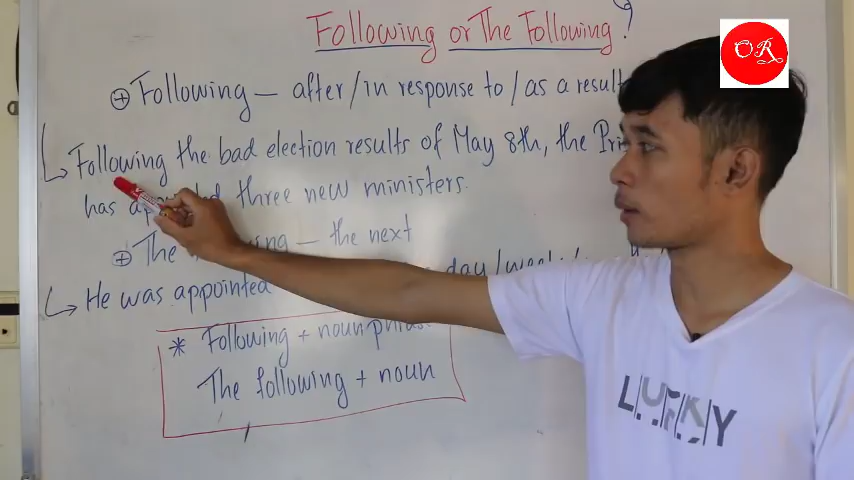 Following or The Following?
OR
Following — after/in response to/as a result
Following the bad election results of May 8th, the
has appointed three new ministers.
The — the next
He was appointed day/week/
* Following + noun phrase
The following + noun
LUCKY